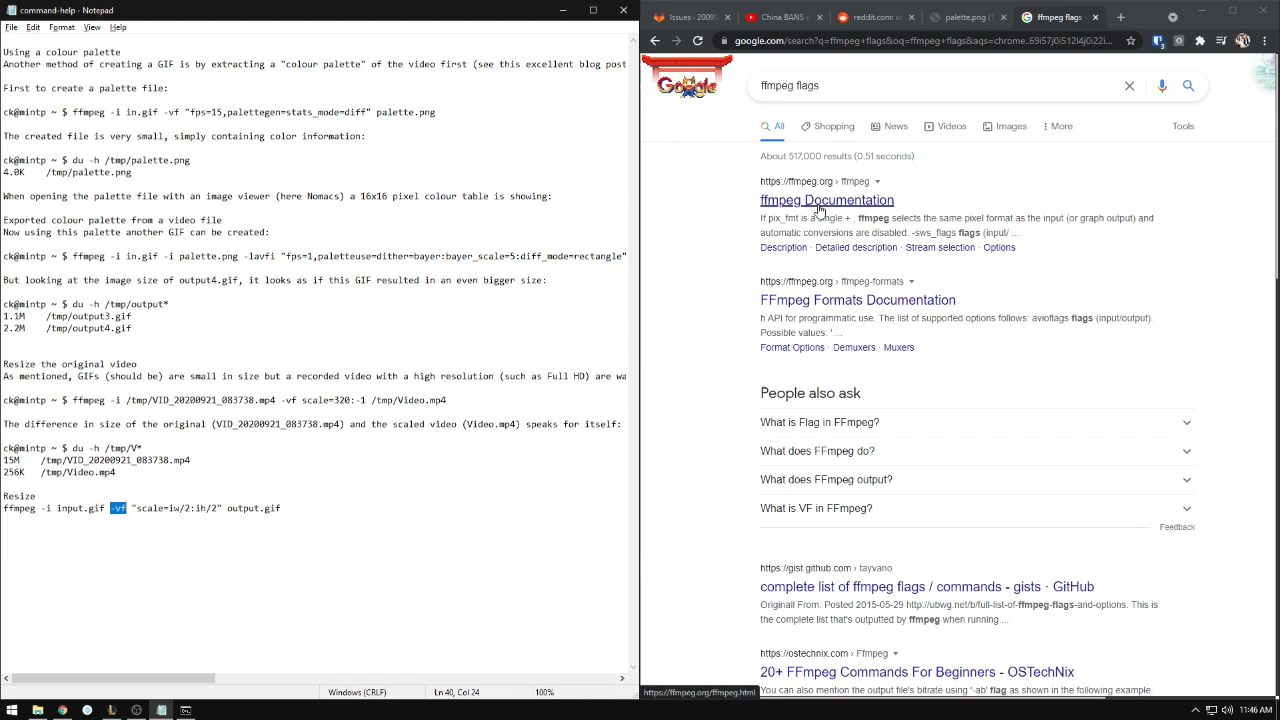 command-help - Notepad
File Edit Format View Help
Using a colour palette
Another method of creating a GIF is by extracting a "colour palette" of the video first (see this excellent blog post
First to create a palette file:
ck@mintp ~ $ ffmpeg -i in.gif -vf "fps=15,palettegen=stats_mode=diff" palette.png
The created file is very small, simply containing color information:
ck@mintp ~ $ du -h /tmp/palette.png
4.0K /tmp/palette.png
When opening the palette file with an image viewer (here Nomacs) a 16x16 pixel colour table is showing:
Exported colour palette from a video file
Now using this palette another GIF can be created:
ck@mintp ~ $ ffmpeg -i in.gif -i palette.png -lavfi "fps=1,paletteuse=dither=bayer:bayer_scale=5:diff_mode=rectangle"
But looking at the image size of output4.gif, it looks as if this GIF resulted in an even bigger size:
ck@mintp ~ $ du -h /tmp/output*
1.1M /tmp/output3.gif
2.2M /tmp/output4.gif
Resize the original video
As mentioned, GIFs (should be) are small in size but a recorded video with a high resolution (such as Full HD) are wa
ck@mintp ~ $ ffmpeg -i /tmp/VID_20200921_083738.mp4 -vf scale=320:-1 /tmp/Video.mp4
The difference in size of the original (VID_20200921_083738.mp4) and the scaled video (Video.mp4) speaks for itself:
ck@mintp ~ $ du -h /tmp/V*
15M /tmp/VID_20200921_083738.mp4
256K /tmp/Video.mp4
Resize
ffmpeg -i input.gif -vf "scale=iw/2:ih/2" output.gif
Windows (CRLF) Ln 40, Col 24 100%
Issues · 20091 China BANS reddit.com: se palette.png ( ffmpeg flags -
google.com/search?q=ffmpeg+flags&oq=ffmpeg+flags&aqs=chrome..69i57j0i512l4j0i22i...
Google
ffmpeg flags
All Shopping News Videos Images More Tools
About 517,000 results (0.51 seconds)
https://ffmpeg.org › ffmpeg
ffmpeg Documentation
If pix_fmt is a single + , ffmpeg selects the same pixel format as the input (or graph output) and
automatic conversions are disabled. -sws_flags flags (input/ ...
Description · Detailed description · Stream selection · Options
https://ffmpeg.org › ffmpeg-formats
FFmpeg Formats Documentation
h API for programmatic use. The list of supported options follows: avioflags flags (input/output).
Possible values: ' ...
Format Options · Demuxers · Muxers
People also ask
What is Flag in FFmpeg?
What does FFmpeg do?
What does FFmpeg output?
What is VF in FFmpeg?
Feedback
https://gist.github.com › tayvano
complete list of ffmpeg flags / commands - gists · GitHub
Originall From: Posted 2015-05-29 http://ubwg.net/b/full-list-of-ffmpeg-flags-and-options. This is
the complete list that's outputted by ffmpeg when running ...
https://ostechnix.com › Ffmpeg
20+ FFmpeg Commands For Beginners - OSTechNix
You can also mention the output file's bitrate using '-ab' flag as shown in the following example.
https://ffmpeg.org/ffmpeg.html
11:46 AM